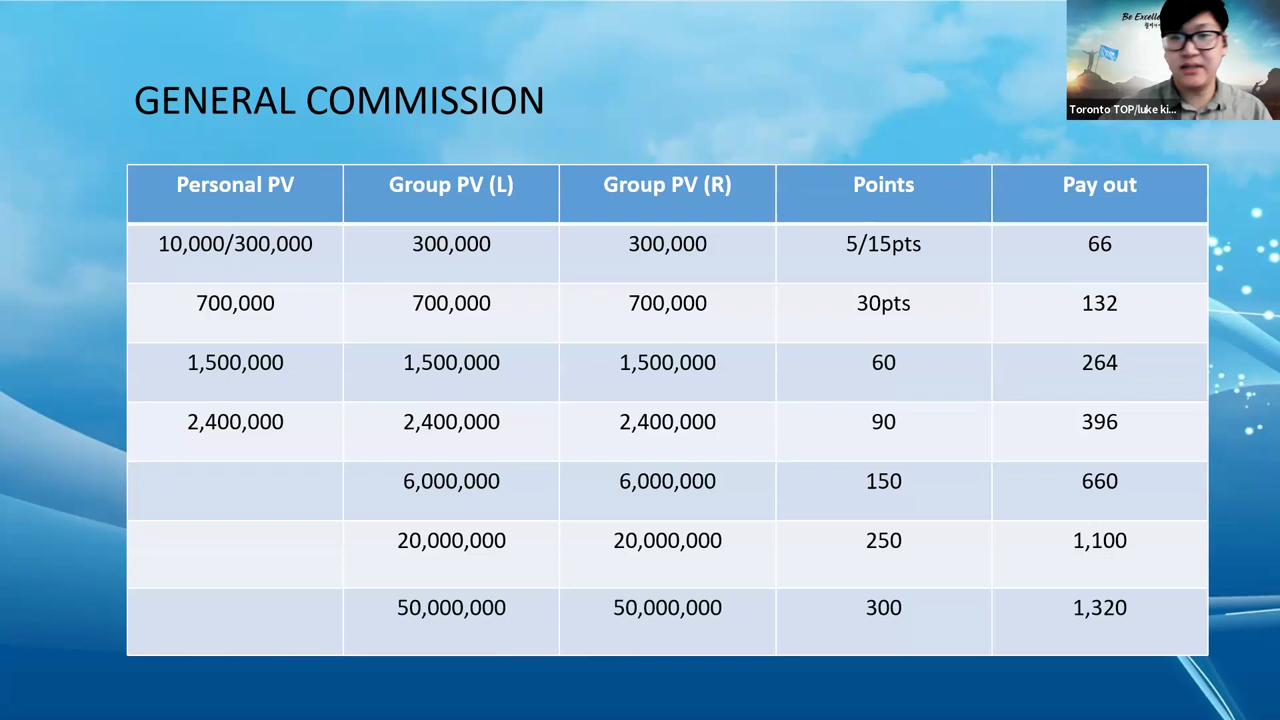 Be Excelle
Toronto TOP/luke ki...
GENERAL COMMISSION
Personal PV Group PV (L) Group PV (R) Points Pay out
10,000/300,000 300,000 300,000 5/15pts 66
700,000 700,000 700,000 30pts 132
1,500,000 1,500,000 1,500,000 60 264
2,400,000 2,400,000 2,400,000 90 396
6,000,000 6,000,000 150 660
20,000,000 20,000,000 250 1,100
50,000,000 50,000,000 300 1,320